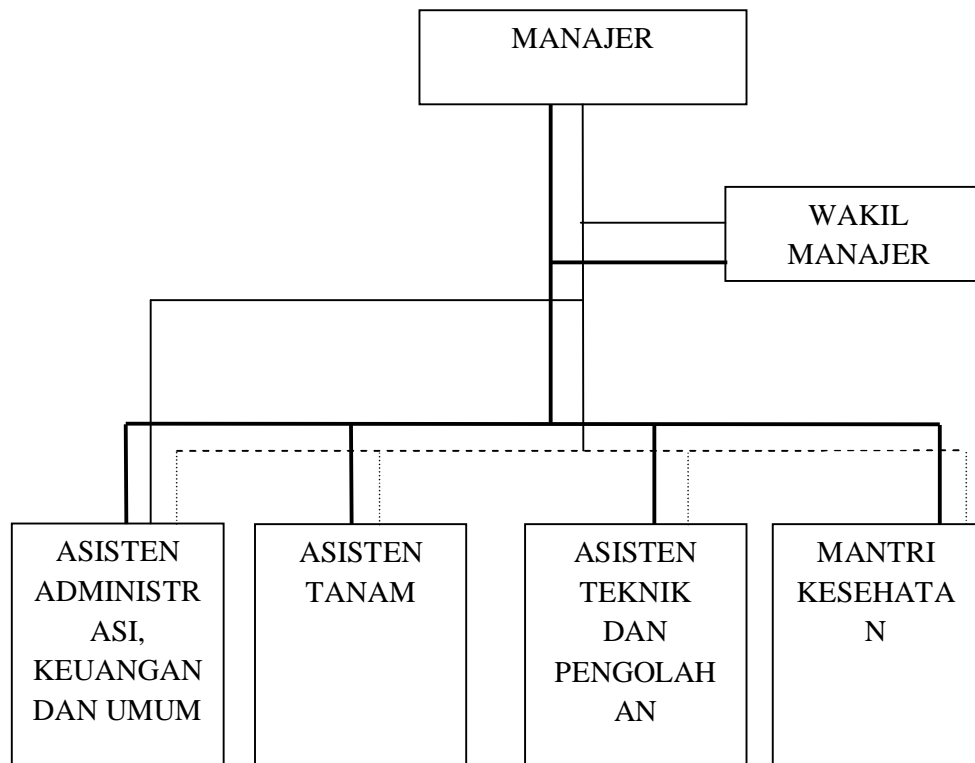 MANAJER
WAKIL
MANAJER
ASISTEN
ADMINISTR
ASI,
KEUANGAN
DAN UMUM
ASISTEN
TANAM
ASISTEN
TEKNIK
DAN
PENGOLAH
AN
MANTRI
KESEHATA
N